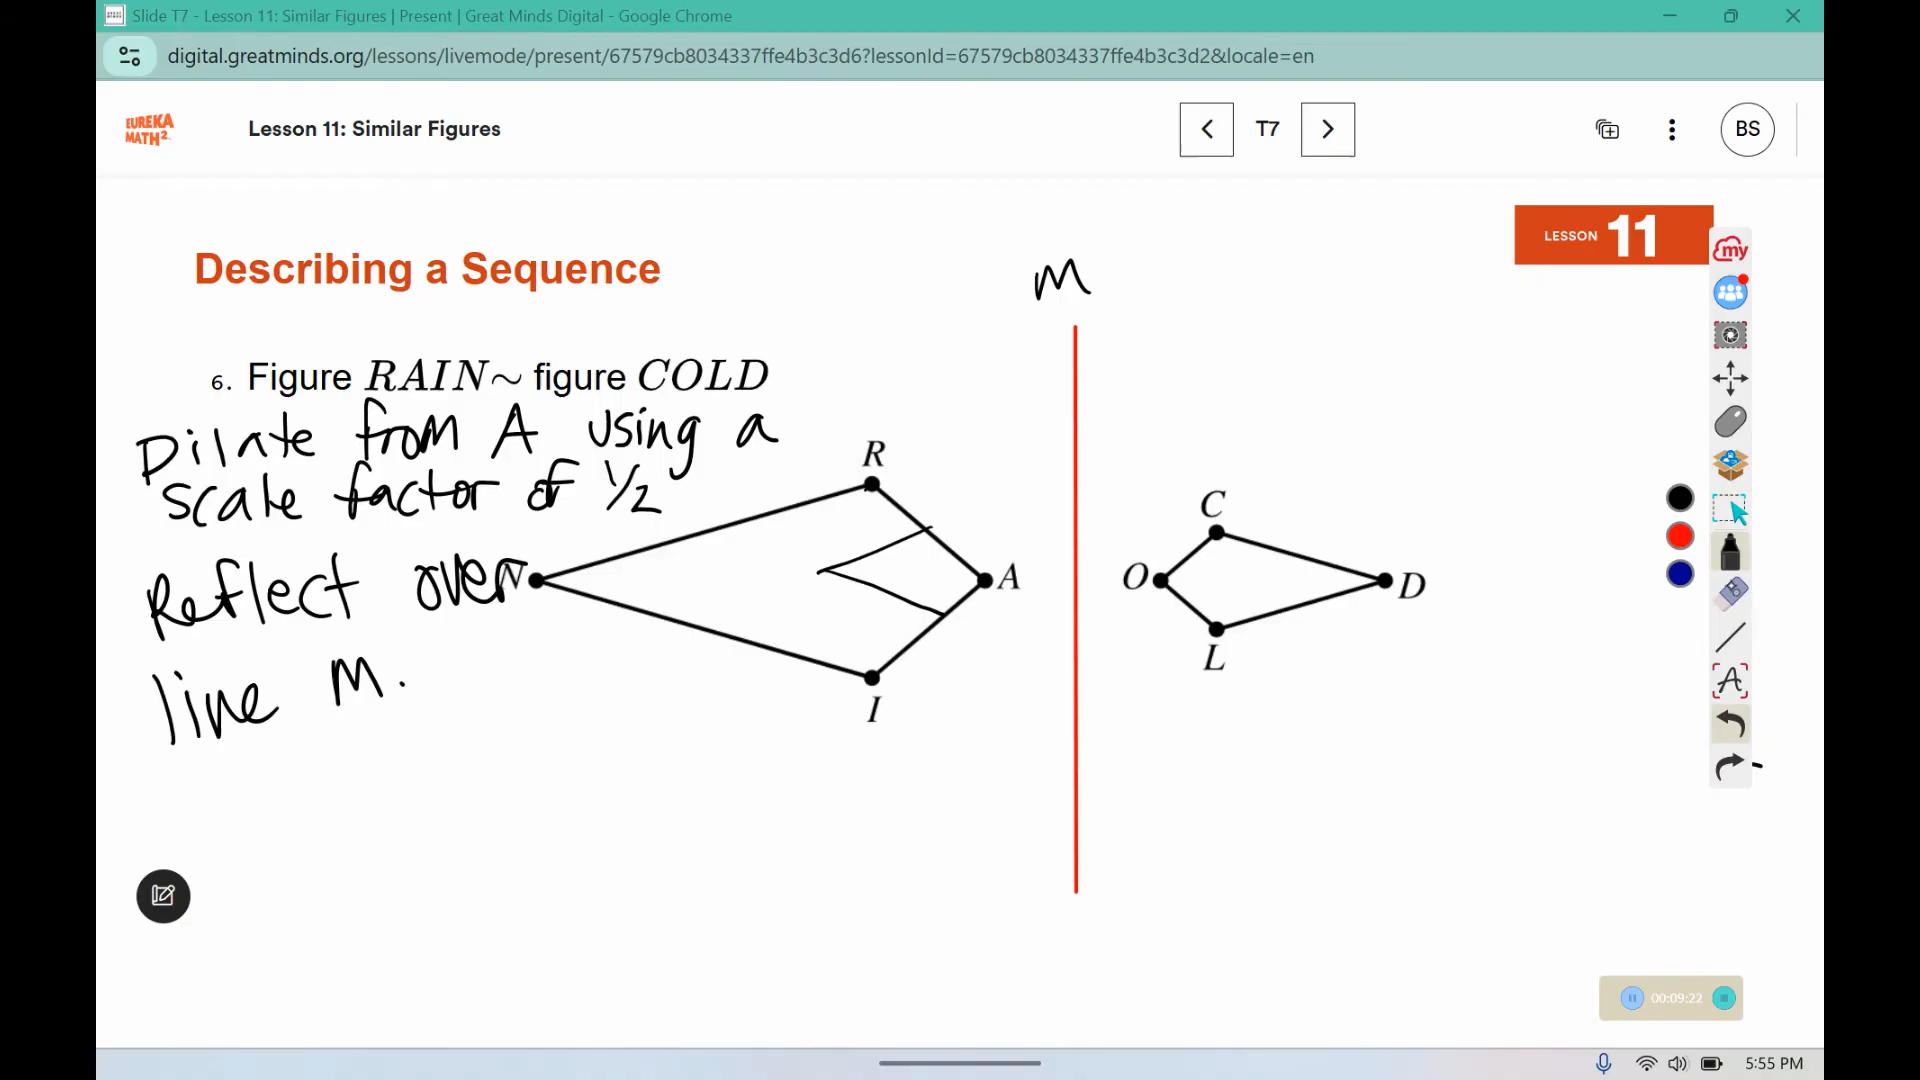 Slide T7 - Lesson 11: Similar Figures | Present | Great Minds Digital - Google Chrome
digital.greatminds.org/lessons/livemode/present/67579cb8034337ffe4b3c3d6?lessonId=67579cb8034337ffe4b3c3d2&locale=en
EUREKA
MATH²
Lesson 11: Similar Figures
T7
BS
LESSON 11
my
Describing a Sequence
M
6. Figure RAIN~ figure COLD
Dilate from A using a
scale factor of 1/2
Reflect over
line M.
R
N
A
I
C
O
D
L
A
00:09:22
5:55 PM